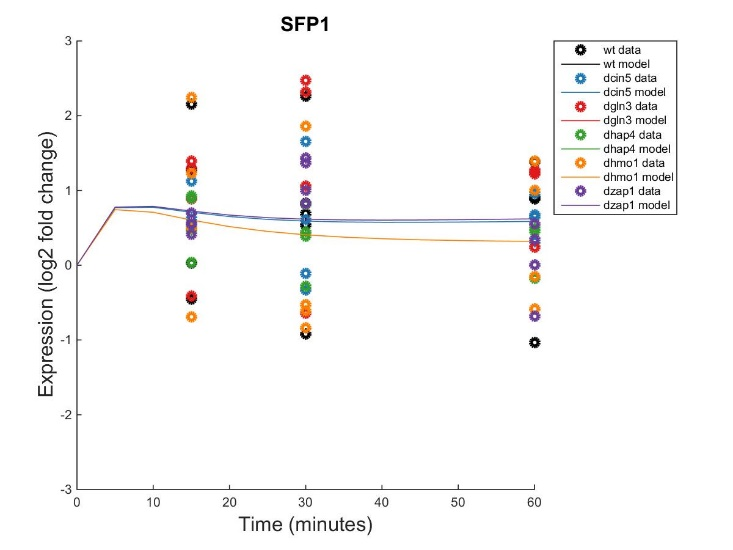 SFP1
3
2
1
0
-1
-2
-3
Expression (log2 fold change)
0 10 20 30 40 50 60
Time (minutes)
wt data
wt model
dcin5 data
dcin5 model
dgln3 data
dgln3 model
dhap4 data
dhap4 model
dhmo1 data
dhmo1 model
dzap1 data
dzap1 model